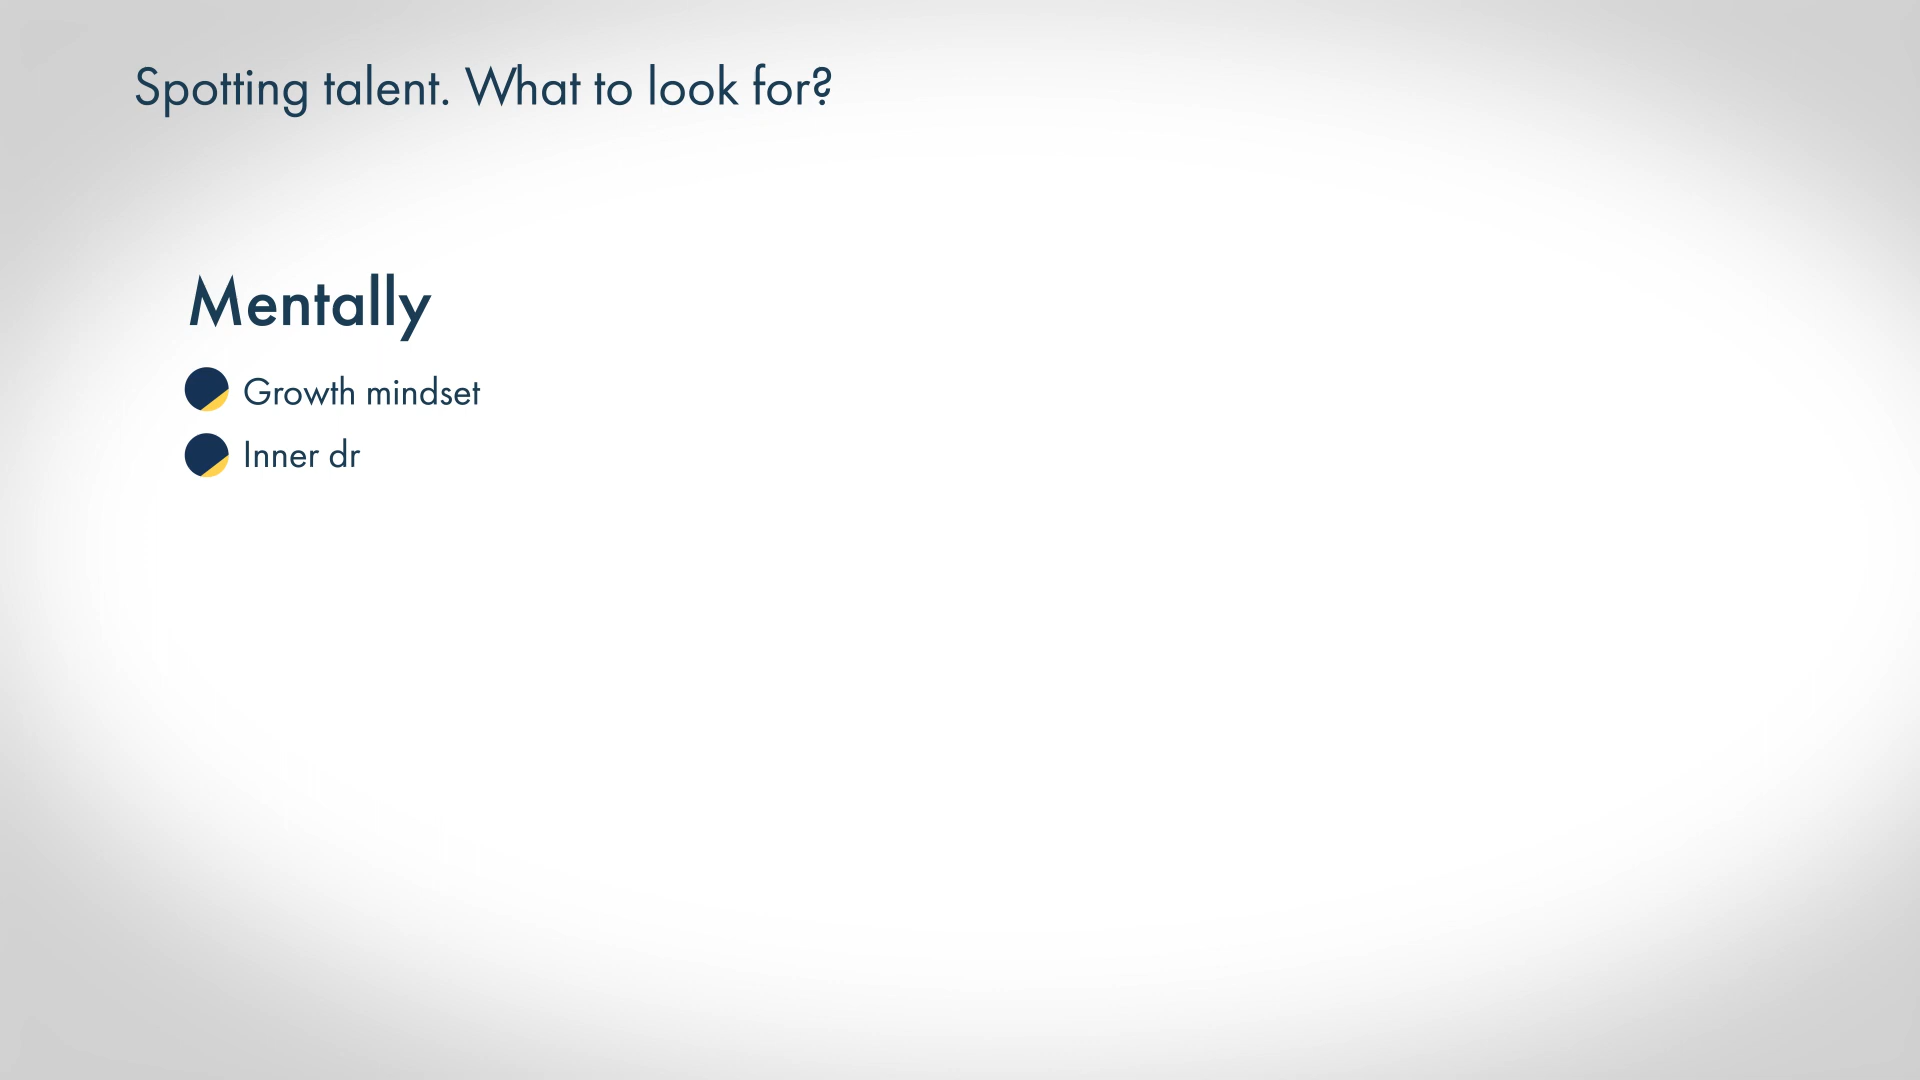 Spotting talent. What to look for?
Mentally
Growth mindset
Inner dr